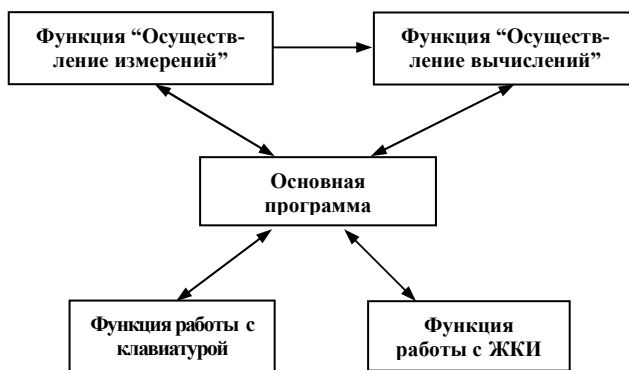 Функция “Осуществ-
ление измерений”
Функция “Осуществ-
ление вычислений”
Основная
программа
Функция работы с
клавиатурой
Функция
работы с ЖКИ